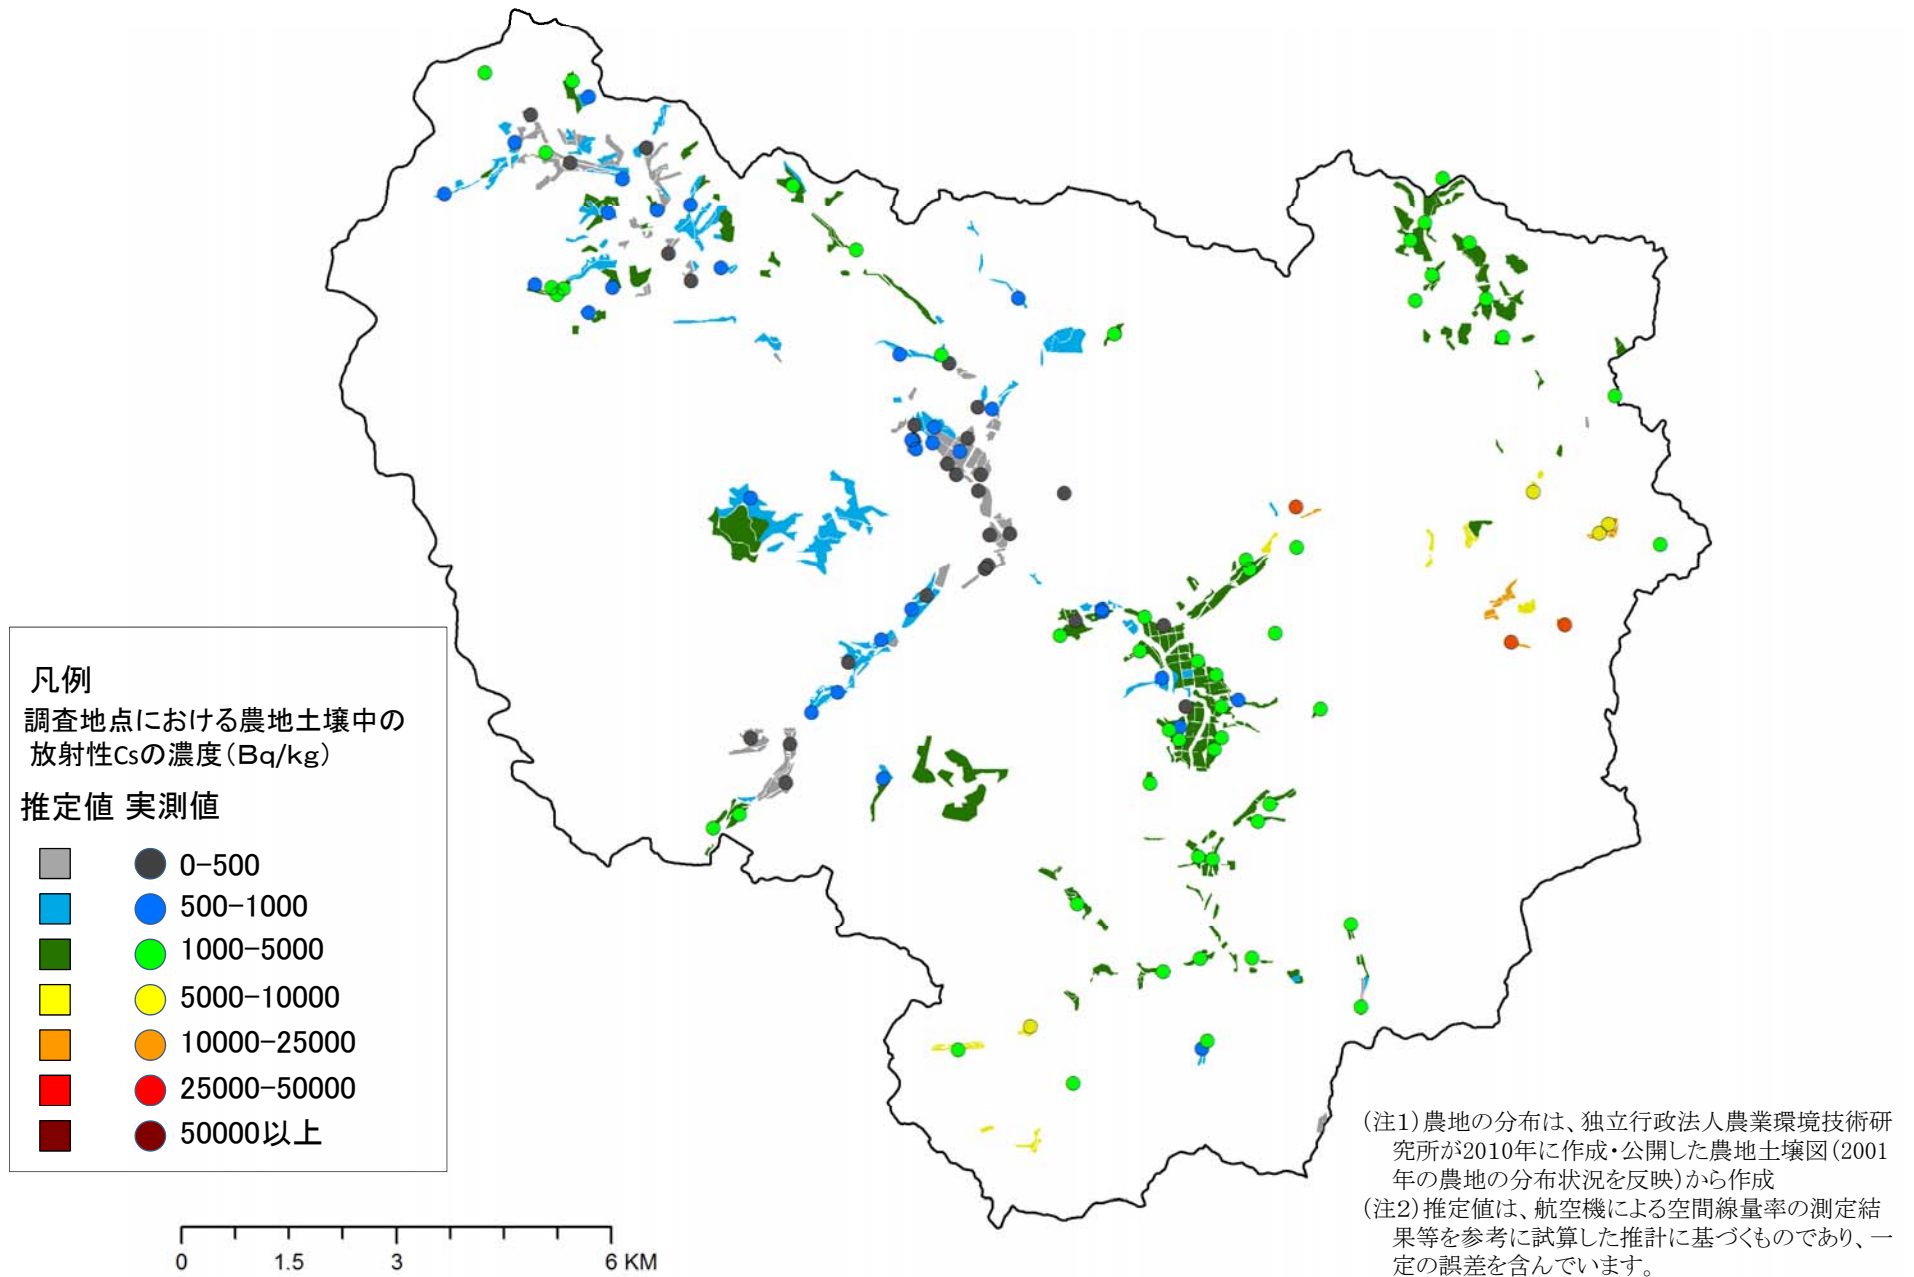 凡例
調査地点における農地土壌中の
放射性Csの濃度(Bq/kg)
推定値 実測値
0-500
500-1000
1000-5000
5000-10000
10000-25000
25000-50000
50000以上
0 1.5 3 6 KM
(注1)農地の分布は、独立行政法人農業環境技術研
究所が2010年に作成・公開した農地土壌図(2001
年の農地の分布状況を反映)から作成
(注2)推定値は、航空機による空間線量率の測定結
果等を参考に試算した推計に基づくものであり、一
定の誤差を含んでいます。